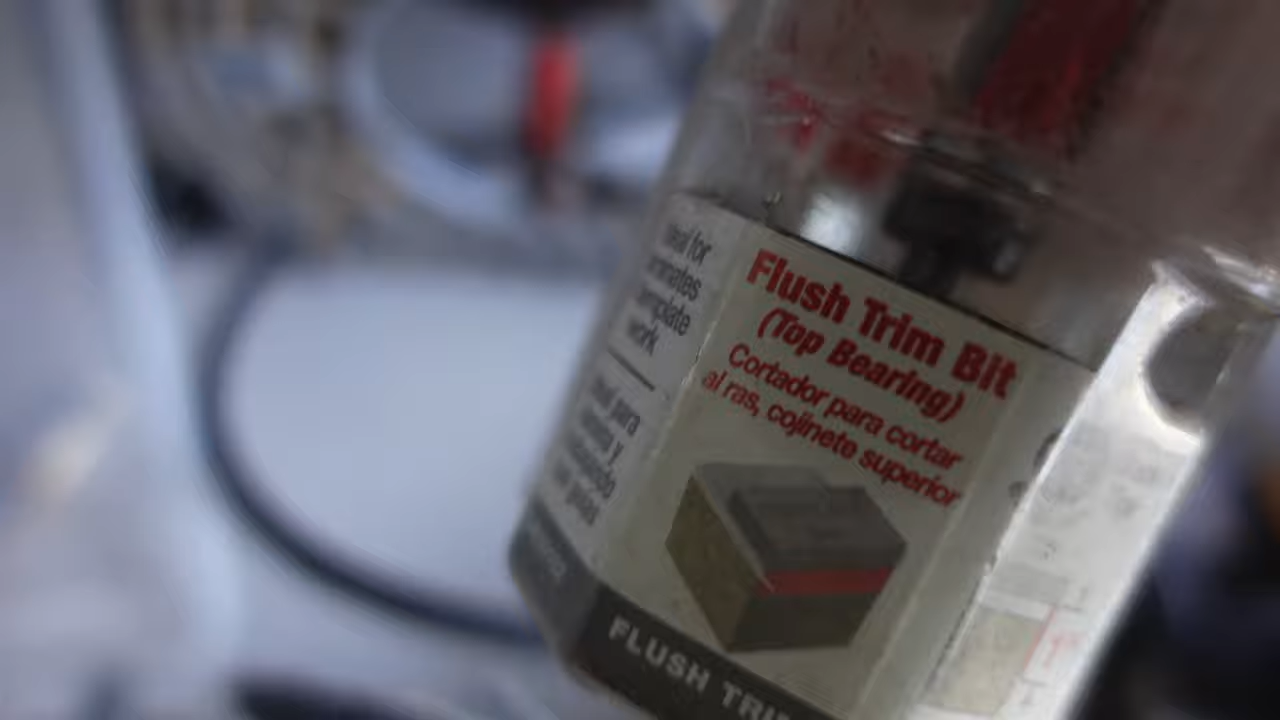 Ideal for
laminates
template
work
Flush Trim Bit
(Top Bearing)
Cortador para cortar
al ras, cojinete superior
FLUSH TRI